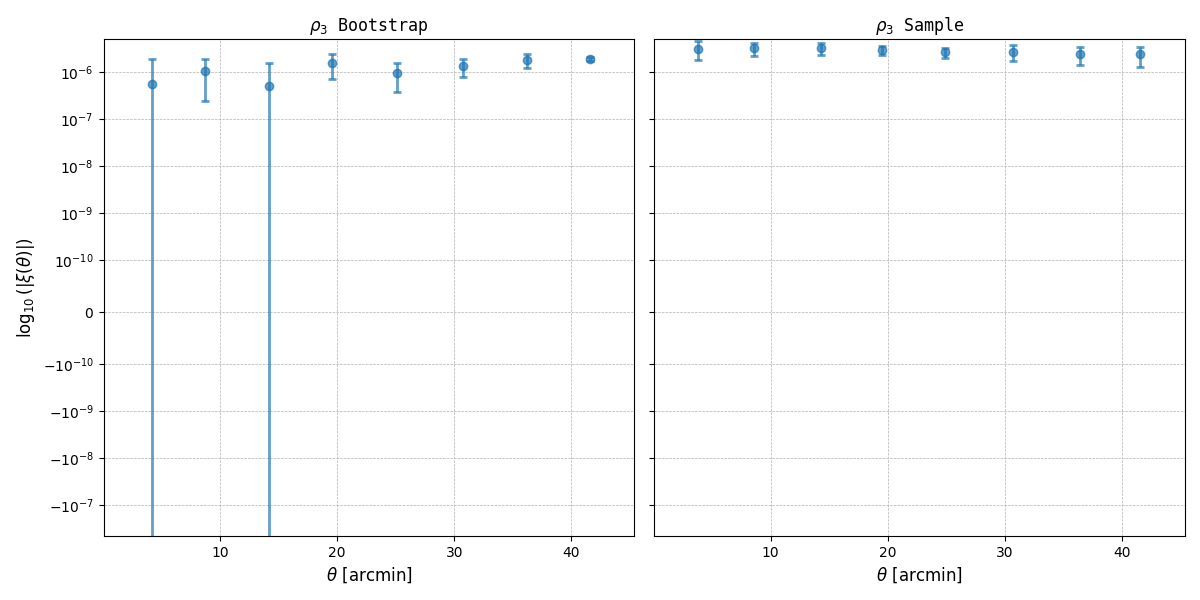 ρ₃ Bootstrap
ρ₃ Sample
log₁₀(|ξ(θ)|)
10⁻⁶
10⁻⁷
10⁻⁸
10⁻⁹
10⁻¹⁰
0
−10⁻¹⁰
−10⁻⁹
−10⁻⁸
−10⁻⁷
10 20 30 40
10 20 30 40
θ [arcmin]
θ [arcmin]